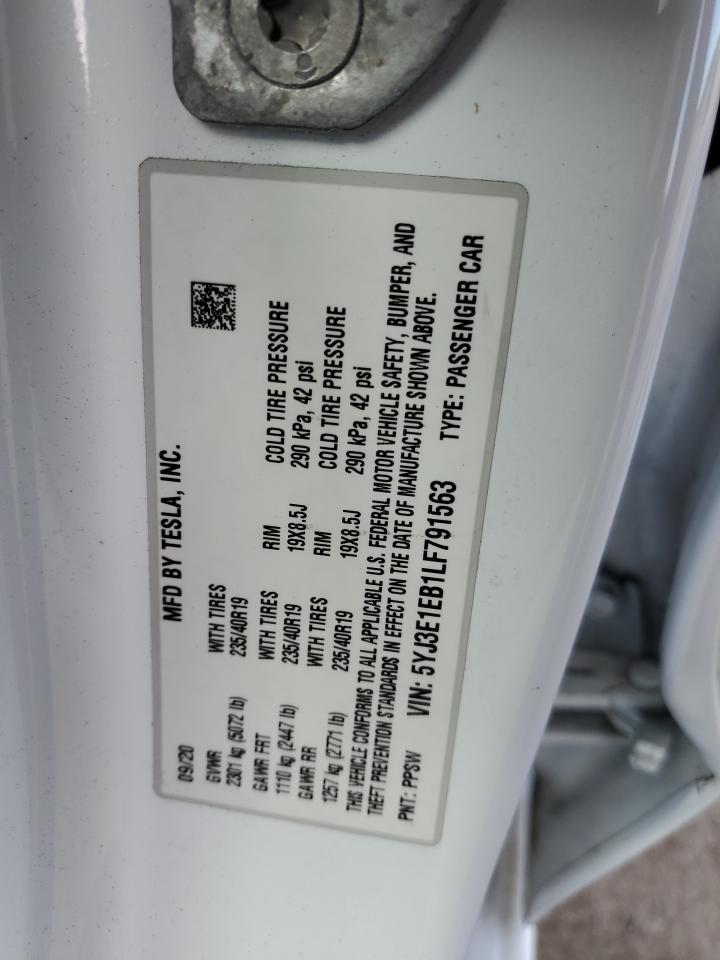 MFD BY TESLA, INC.
09/20
GVWR WITH TIRES
2301 kg (5072 lb) 235/40R19
GAWR FRT WITH TIRES RIM COLD TIRE PRESSURE
1110 kg (2447 lb) 235/40R19 19X8.5J 290 kPa, 42 psi
GAWR RR WITH TIRES RIM COLD TIRE PRESSURE
1257 kg (2771 lb) 235/40R19 19X8.5J 290 kPa, 42 psi
THIS VEHICLE CONFORMS TO ALL APPLICABLE U.S. FEDERAL MOTOR VEHICLE SAFETY, BUMPER, AND
THEFT PREVENTION STANDARDS IN EFFECT ON THE DATE OF MANUFACTURE SHOWN ABOVE.
PNT: PPSW VIN: 5YJ3E1EB1LF791563 TYPE: PASSENGER CAR